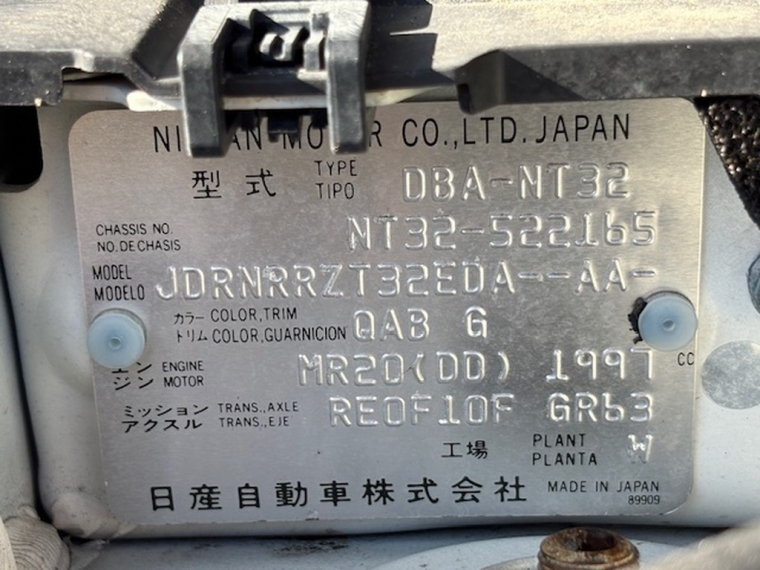 CO.,LTD. JAPAN
型式 TYPE TIPO DBA-NT32
CHASSIS NO. NO. DE CHASIS NT32-522165
MODEL MODELO JDRNRRZT32EDA--AA-
カラー COLOR, TRIM
トリム COLOR, GUARNICION QAB G
エンジン ENGINE MOTOR MR20(DD) 1997 CC
ミッション TRANS., AXLE
アクスル TRANS., EJE RE0F10F GR63
工場 PLANT PLANTA W
日産自動車株式会社 MADE IN JAPAN
89909